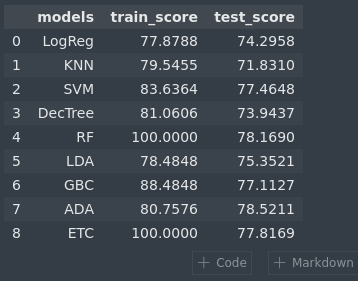 models train_score test_score
0 LogReg 77.8788 74.2958
1 KNN 79.5455 71.8310
2 SVM 83.6364 77.4648
3 DecTree 81.0606 73.9437
4 RF 100.0000 78.1690
5 LDA 78.4848 75.3521
6 GBC 88.4848 77.1127
7 ADA 80.7576 78.5211
8 ETC 100.0000 77.8169
+ Code + Markdown